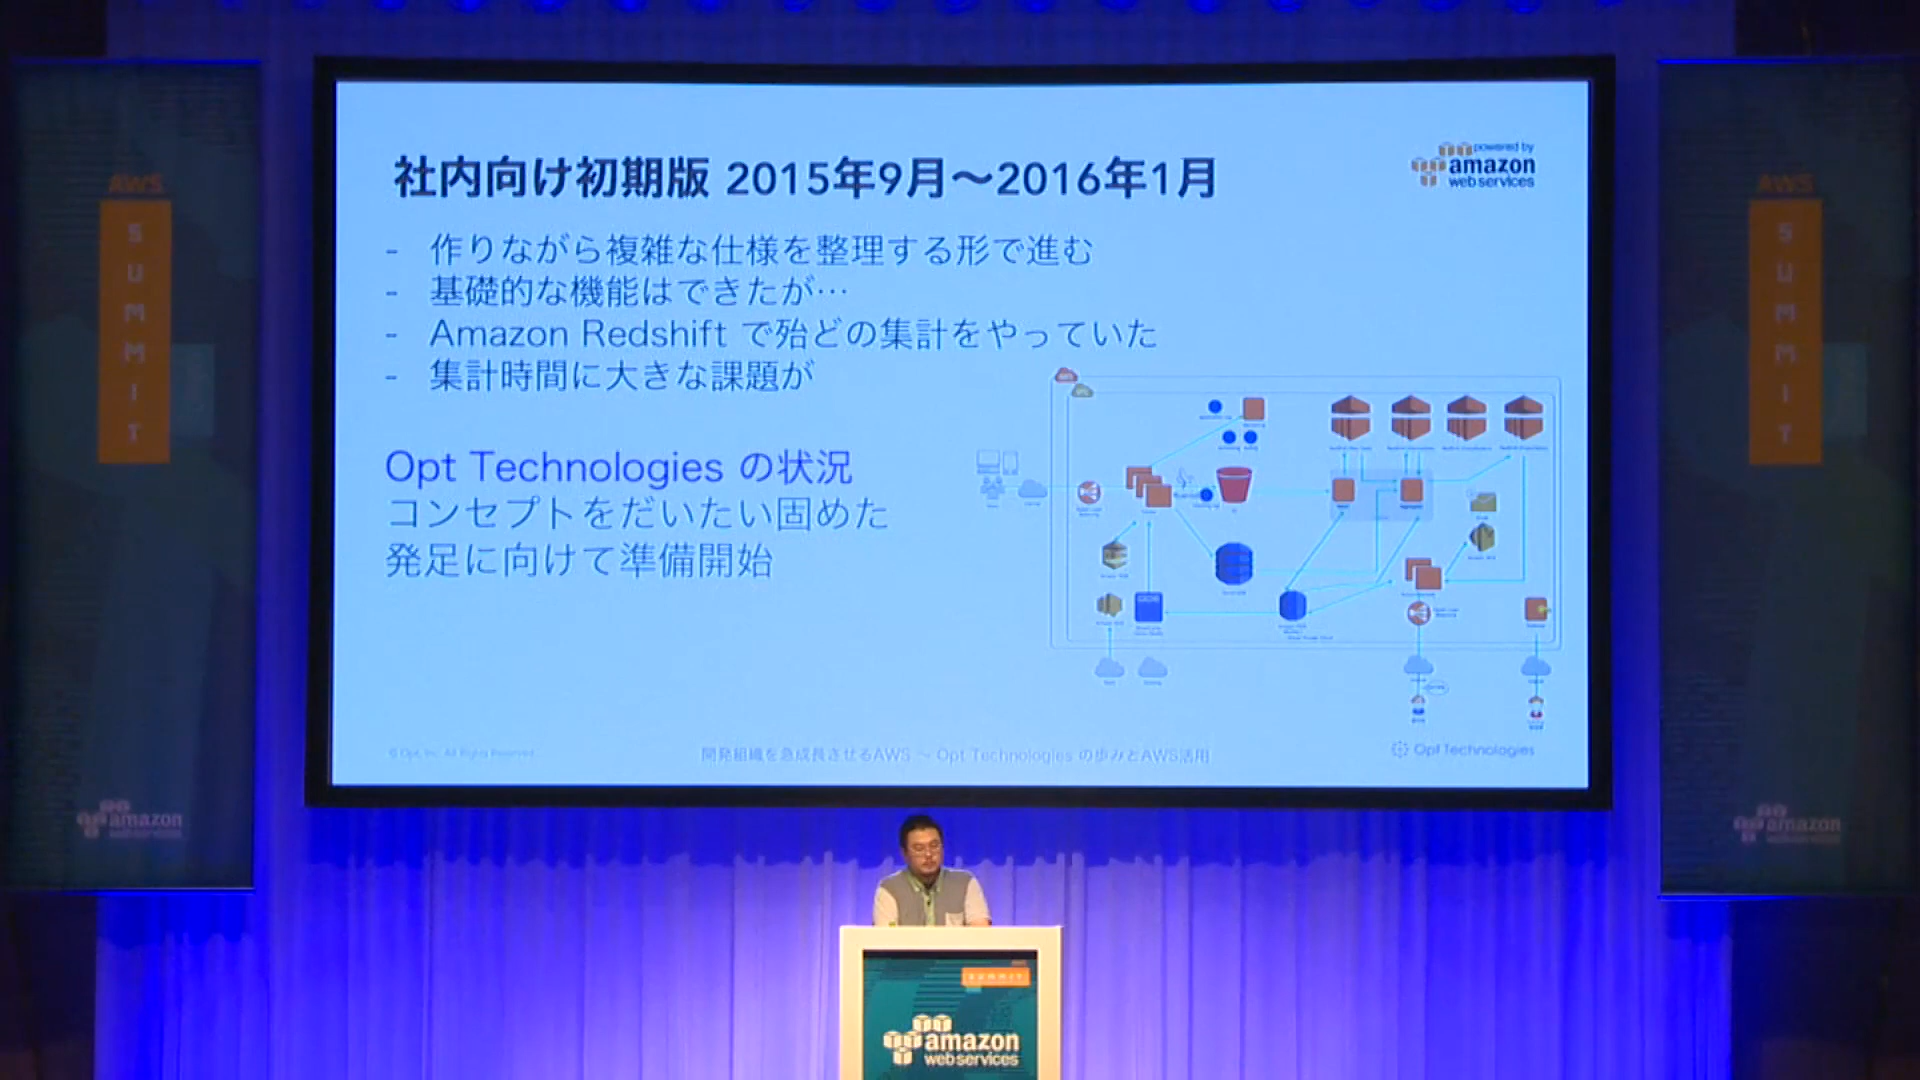 社内向け初期版 2015年9月～2016年1月
powered by
amazon
web services
- 作りながら複雑な仕様を整理する形で進む
- 基礎的な機能はできたが…
- Amazon Redshift で殆どの集計をやっていた
- 集計時間に大きな課題が
Opt Technologies の状況
コンセプトをだいたい固めた
発足に向けて準備開始
© Opt, Inc. All Rights Reserved.
開発組織を急成長させるAWS ～ Opt Technologies の歩みとAWS活用
Opt Technologies
AWS
SUMMIT
amazon
web services
AWS
SUMMIT
amazon
web services
SUMMIT
amazon
web services